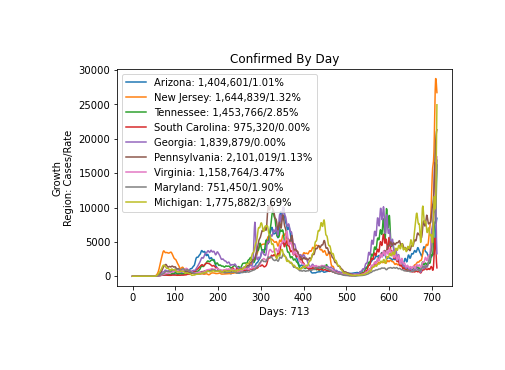 Confirmed By Day
30000
25000
20000
15000
10000
5000
0
Growth
Region: Cases/Rate
Arizona: 1,404,601/1.01%
New Jersey: 1,644,839/1.32%
Tennessee: 1,453,766/2.85%
South Carolina: 975,320/0.00%
Georgia: 1,839,879/0.00%
Pennsylvania: 2,101,019/1.13%
Virginia: 1,158,764/3.47%
Maryland: 751,450/1.90%
Michigan: 1,775,882/3.69%
0 100 200 300 400 500 600 700
Days: 713